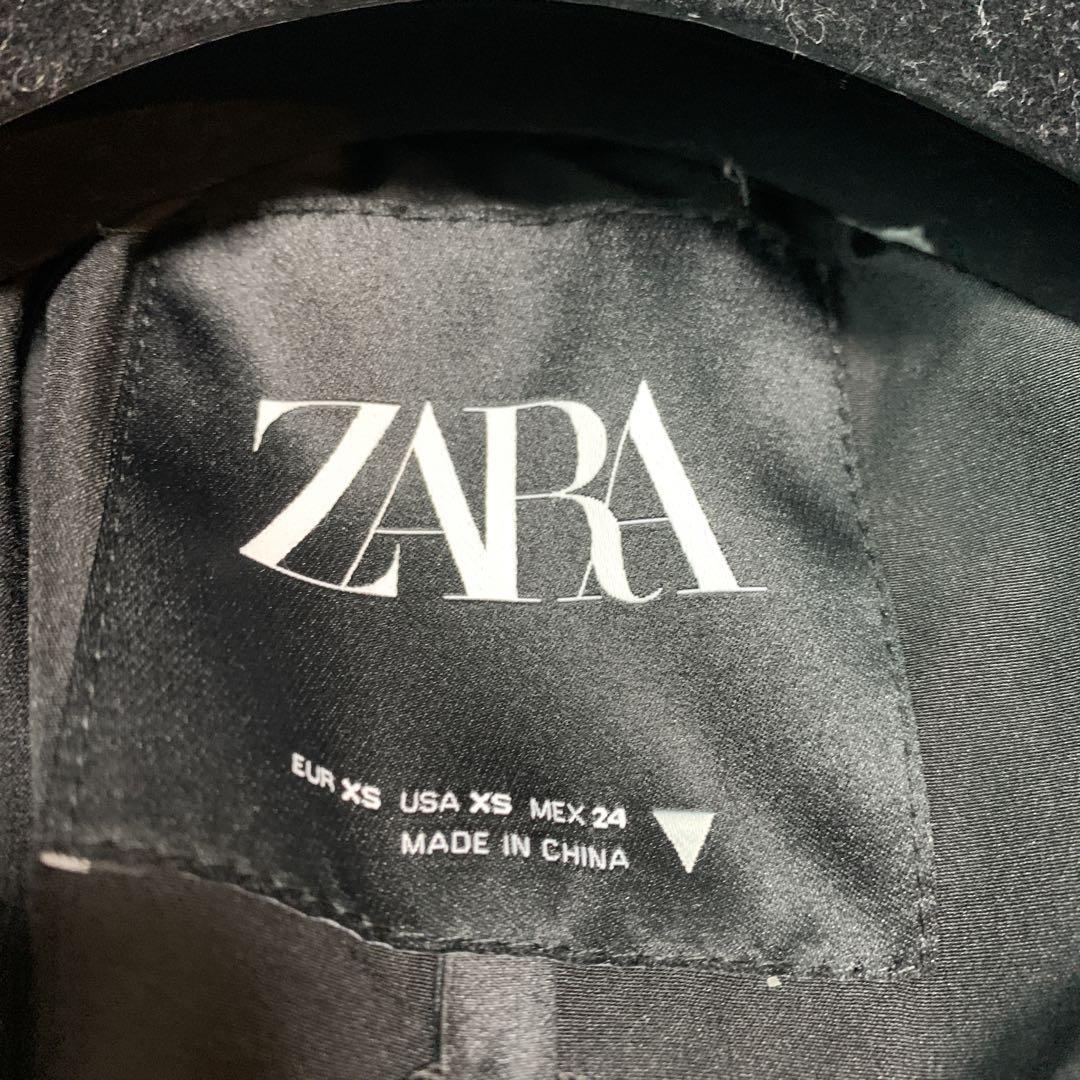 ZARA
EUR XS USA XS MEX 24
MADE IN CHINA